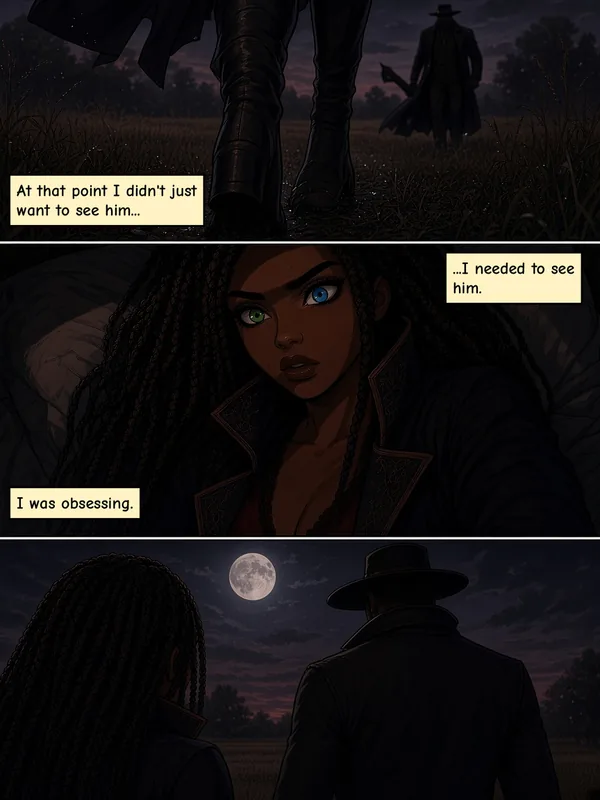 At that point I didn't just
want to see him...
...I needed to see
him.
I was obsessing.